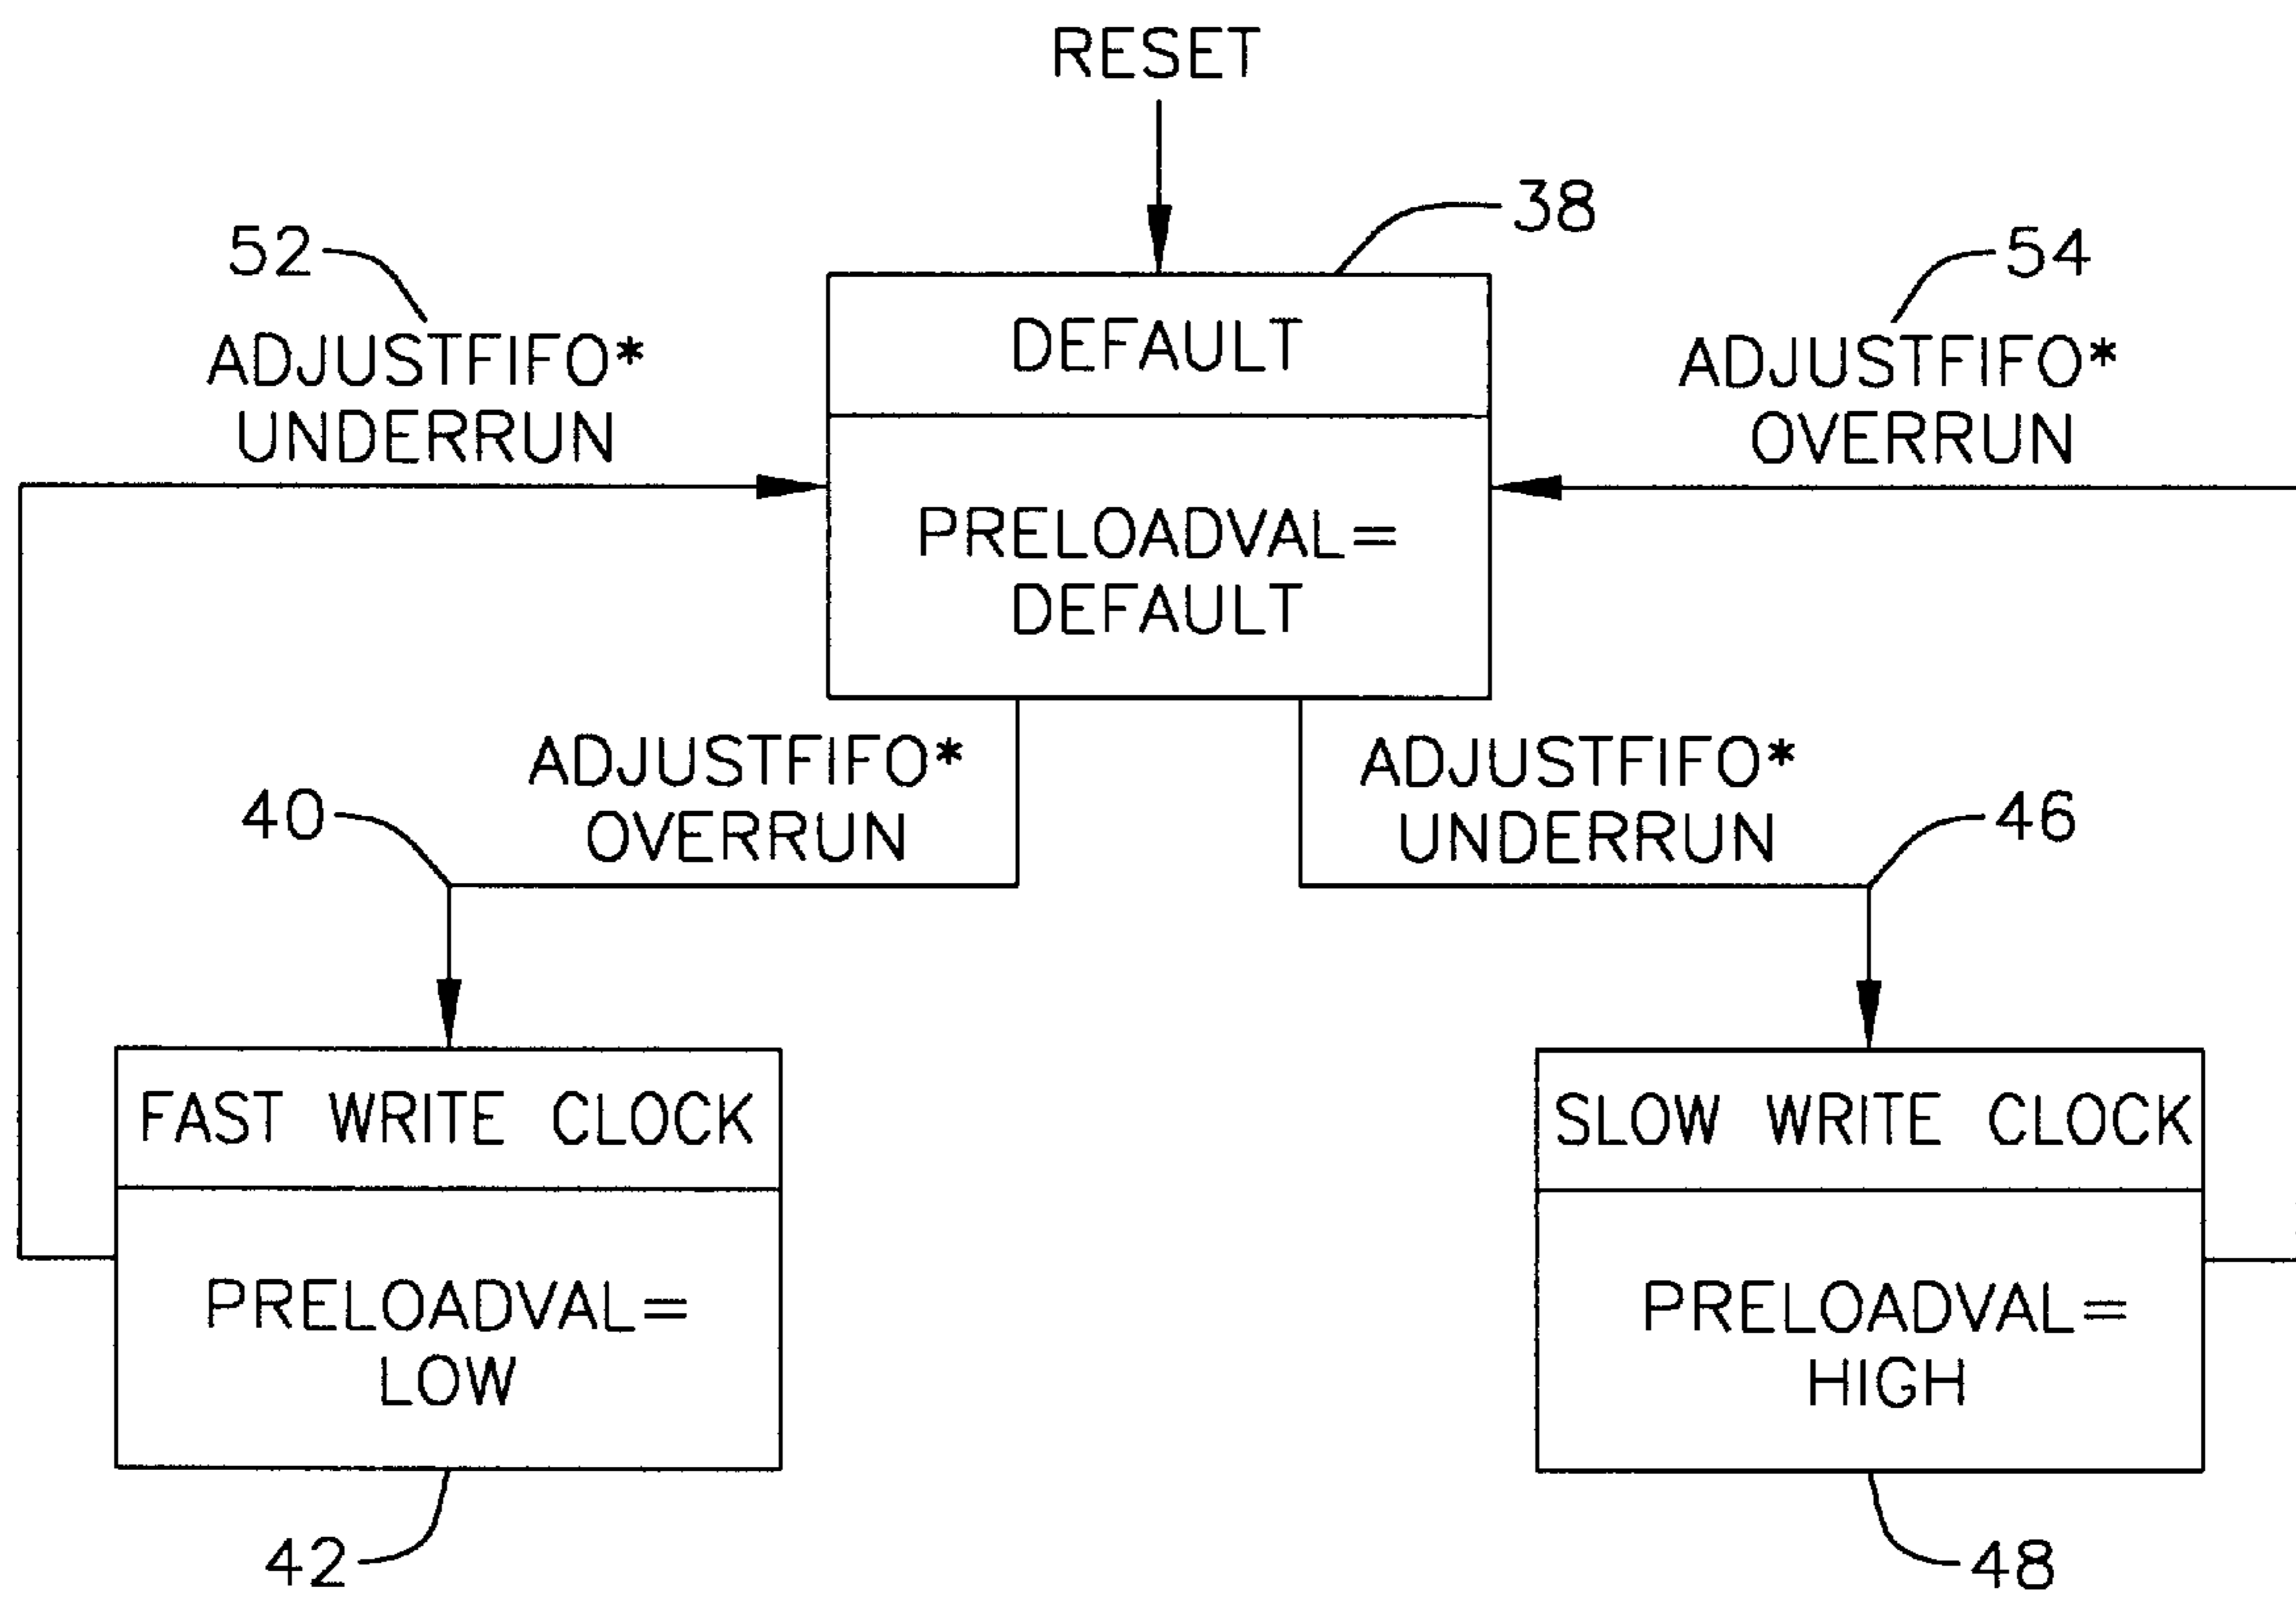 RESET
38
52
54
DEFAULT
ADJUSTFIFO*
UNDERRUN
ADJUSTFIFO*
OVERRUN
PRELOADVAL=
DEFAULT
ADJUSTFIFO*
OVERRUN
ADJUSTFIFO*
UNDERRUN
40
46
FAST WRITE CLOCK
SLOW WRITE CLOCK
PRELOADVAL=
LOW
PRELOADVAL=
HIGH
42
48